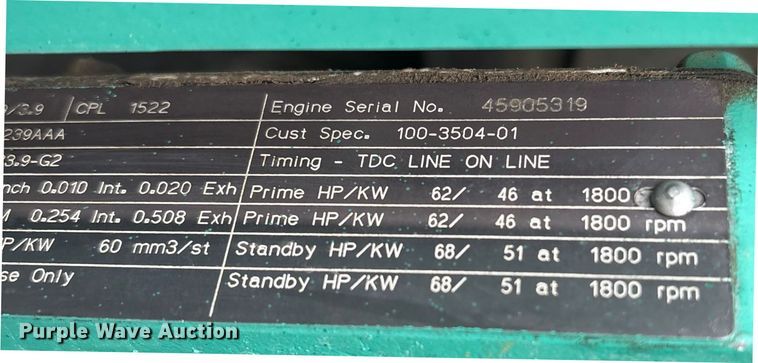 9/3.9 CPL 1522 Engine Serial No. 45905319
239AAA Cust Spec. 100-3504-01
3.9-G2 Timing - TDC LINE ON LINE
nch 0.010 Int. 0.020 Exh Prime HP/KW 62/ 46 at 1800
M 0.254 Int. 0.508 Exh Prime HP/KW 62/ 46 at 1800 rpm
P/KW 60 mm3/st Standby HP/KW 68/ 51 at 1800 rpm
se Only Standby HP/KW 68/ 51 at 1800 rpm
Purple Wave Auction